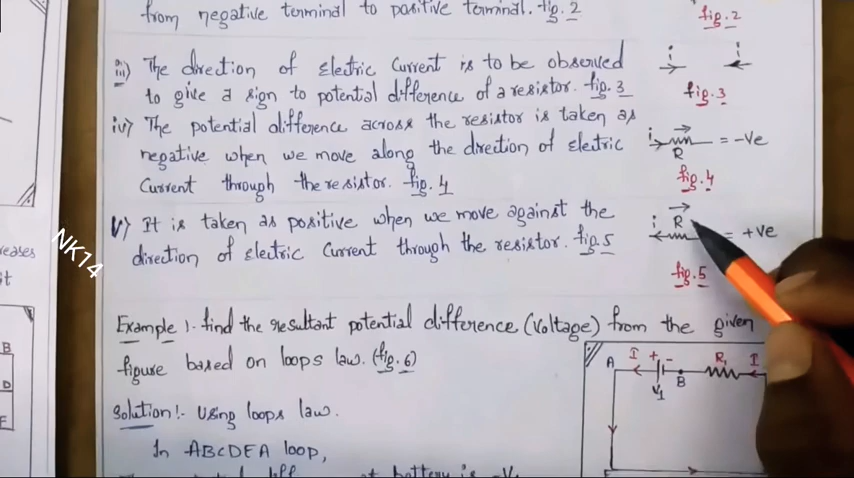 from negative terminal to positive terminal. fig.2
fig.2
iii) The direction of electric current is to be observed
to give a sign to potential difference of a resistor. fig.3
i i
fig.3
iv) The potential difference across the resistor is taken as
negative when we move along the direction of electric
current through the resistor. fig.4
i R = -ve
fig.4
v) It is taken as positive when we move against the
direction of electric current through the resistor. fig.5
i R = +ve
fig.5
NK14
reases
it
B
D
F
Example 1. find the resultant potential difference (voltage) from the given
figure based on loops law. (fig.6)
Solution!- Using loops law.
In ABCDEA loop,
battery is -V
A I + - B R1 I
V1